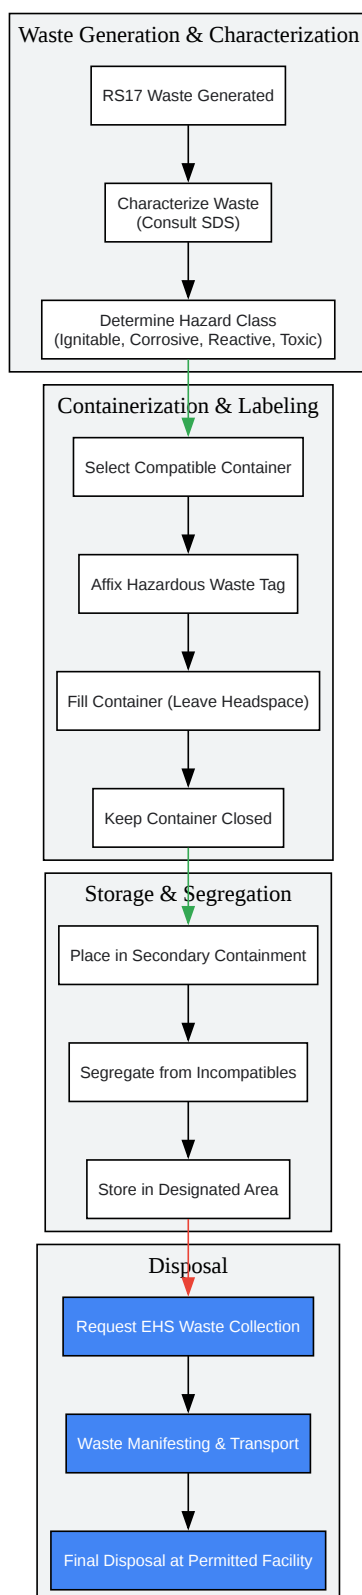 Waste Generation & Characterization
RS17 Waste Generated
Characterize Waste
(Consult SDS)
Determine Hazard Class
(Ignitable, Corrosive, Reactive, Toxic)
Containerization & Labeling
Select Compatible Container
Affix Hazardous Waste Tag
Fill Container (Leave Headspace)
Keep Container Closed
Storage & Segregation
Place in Secondary Containment
Segregate from Incompatibles
Store in Designated Area
Disposal
Request EHS Waste Collection
Waste Manifesting & Transport
Final Disposal at Permitted Facility